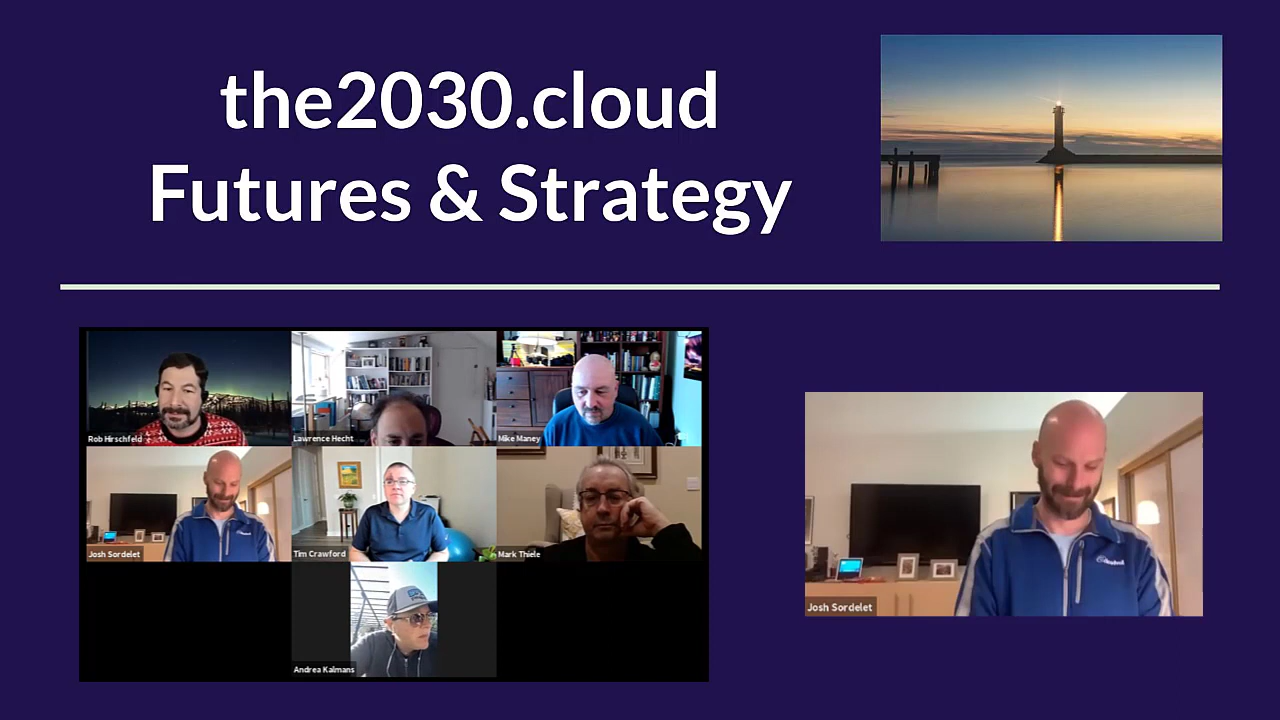 the2030.cloud
Futures & Strategy
Rob Hirschfeld
Lawrence Hecht
Mike Maney
Josh Sordelet
Tim Crawford
Mark Thiele
Andrea Kalmans
Josh Sordelet